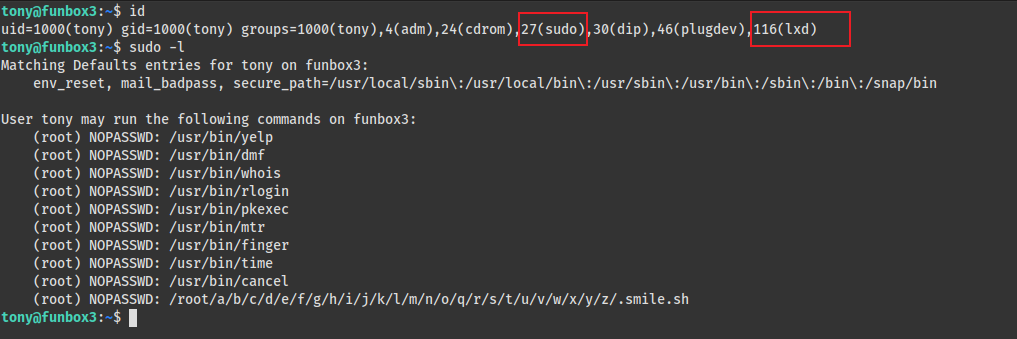 tony@funbox3:~$ id
uid=1000(tony) gid=1000(tony) groups=1000(tony),4(adm),24(cdrom),27(sudo),30(dip),46(plugdev),116(lxd)
tony@funbox3:~$ sudo -l
Matching Defaults entries for tony on funbox3:
    env_reset, mail_badpass, secure_path=/usr/local/sbin\:/usr/local/bin\:/usr/sbin\:/usr/bin\:/sbin\:/bin\:/snap/bin

User tony may run the following commands on funbox3:
    (root) NOPASSWD: /usr/bin/yelp
    (root) NOPASSWD: /usr/bin/dmf
    (root) NOPASSWD: /usr/bin/whois
    (root) NOPASSWD: /usr/bin/rlogin
    (root) NOPASSWD: /usr/bin/pkexec
    (root) NOPASSWD: /usr/bin/mtr
    (root) NOPASSWD: /usr/bin/finger
    (root) NOPASSWD: /usr/bin/time
    (root) NOPASSWD: /usr/bin/cancel
    (root) NOPASSWD: /root/a/b/c/d/e/f/g/h/i/j/k/l/m/n/o/q/r/s/t/u/v/w/x/y/z/.smile.sh
tony@funbox3:~$